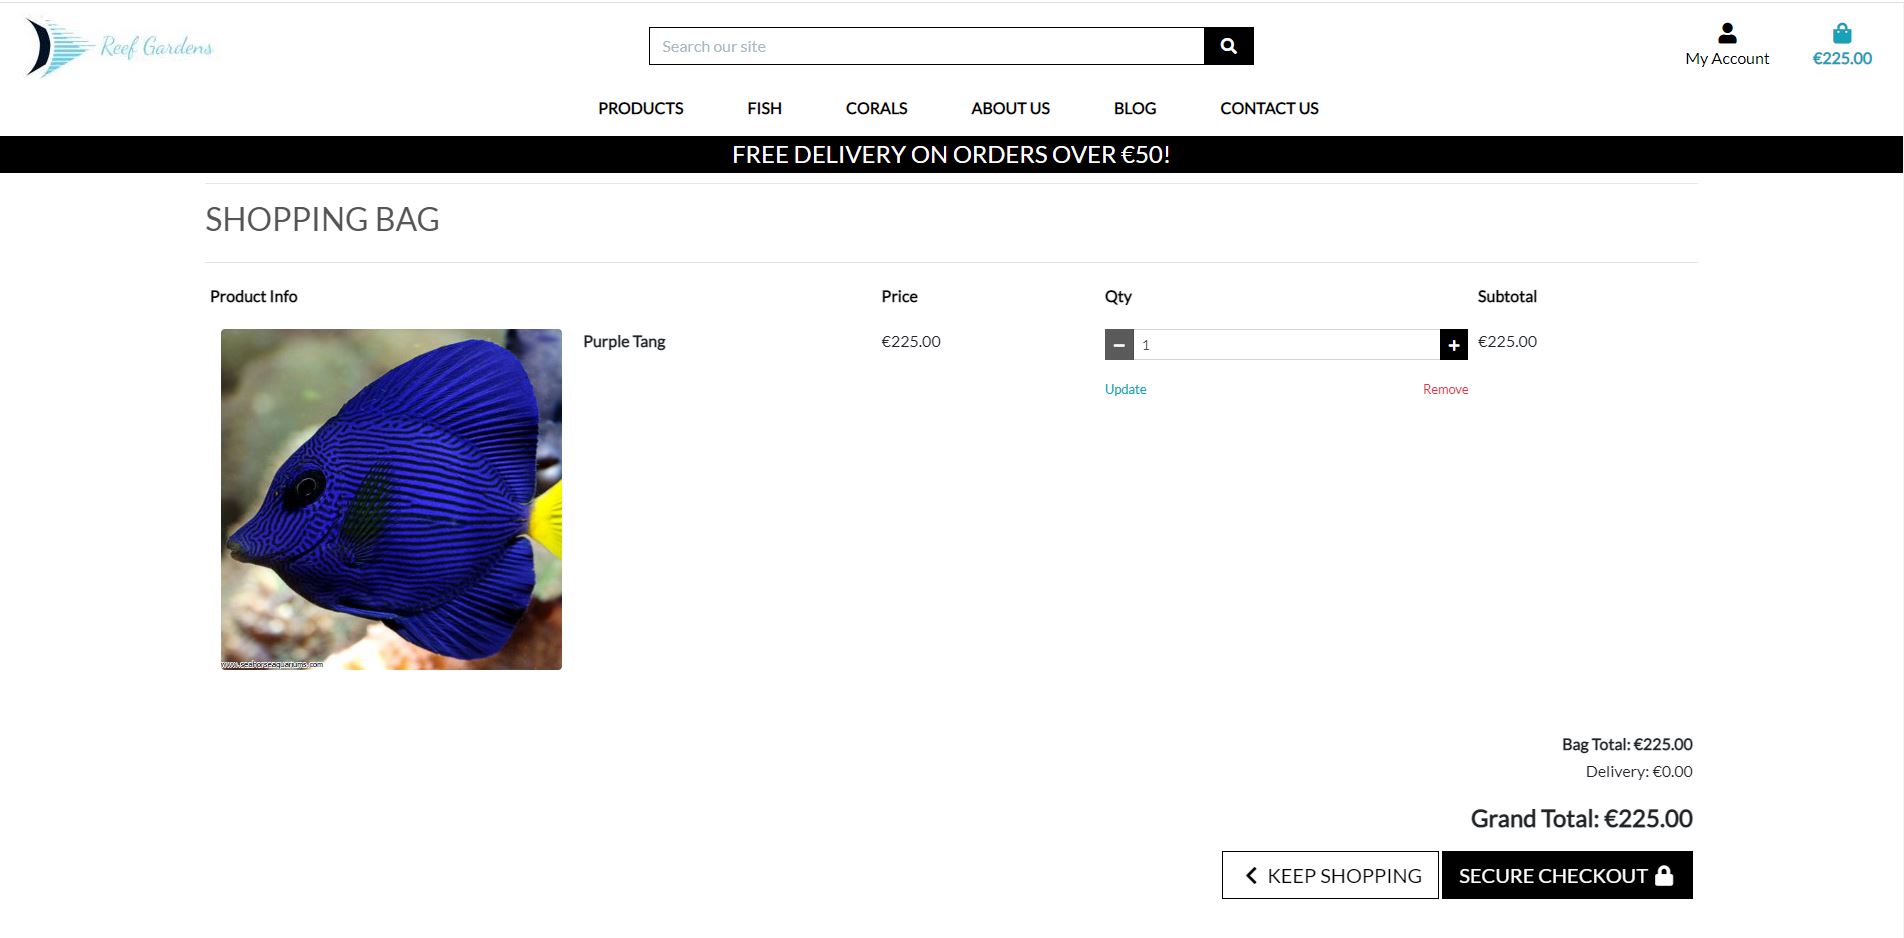 Reef Gardens
Search our site
My Account
€225.00
PRODUCTS FISH CORALS ABOUT US BLOG CONTACT US
FREE DELIVERY ON ORDERS OVER €50!
SHOPPING BAG
Product Info Price Qty Subtotal
Purple Tang €225.00 1 €225.00
Update Remove
www.seahorseaquariums.com
Bag Total: €225.00
Delivery: €0.00
Grand Total: €225.00
KEEP SHOPPING SECURE CHECKOUT